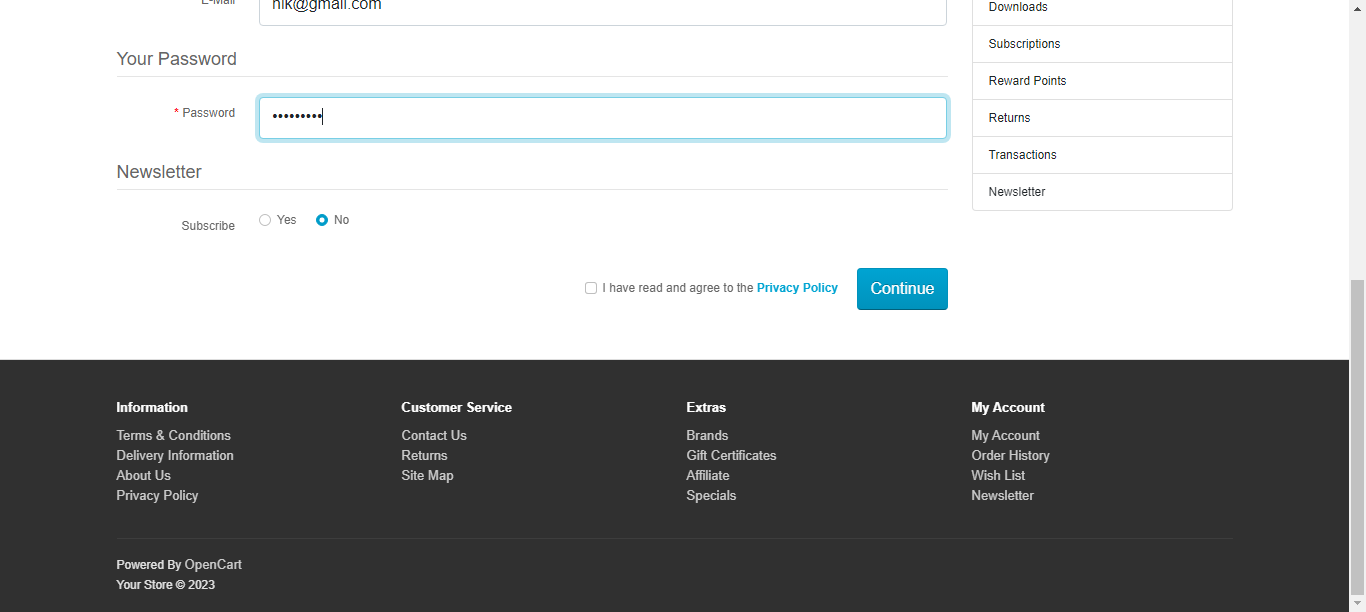 E-Mail
nik@gmail.com
Your Password
* Password
•••••••••
Newsletter
Subscribe
Yes
No
I have read and agree to the Privacy Policy
Continue
Downloads
Subscriptions
Reward Points
Returns
Transactions
Newsletter
Information
Terms & Conditions
Delivery Information
About Us
Privacy Policy
Customer Service
Contact Us
Returns
Site Map
Extras
Brands
Gift Certificates
Affiliate
Specials
My Account
My Account
Order History
Wish List
Newsletter
Powered By OpenCart
Your Store © 2023